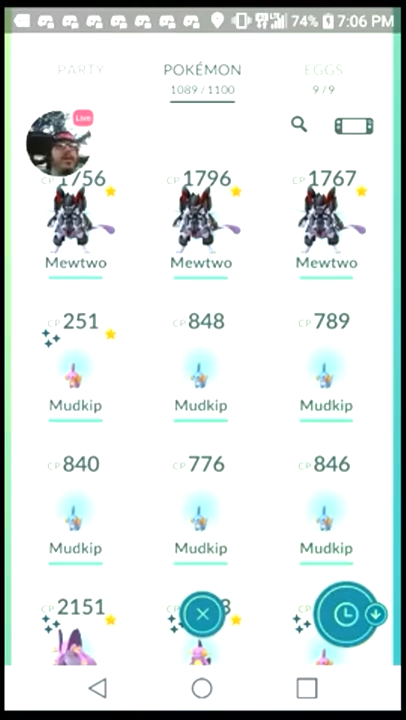 74% 7:06 PM
PARTY POKÉMON EGGS
1089 / 1100 9 / 9
Live
CP 1756 CP 1796 CP 1767
Mewtwo Mewtwo Mewtwo
CP 251 CP 848 CP 789
Mudkip Mudkip Mudkip
CP 840 CP 776 CP 846
Mudkip Mudkip Mudkip
CP 2151